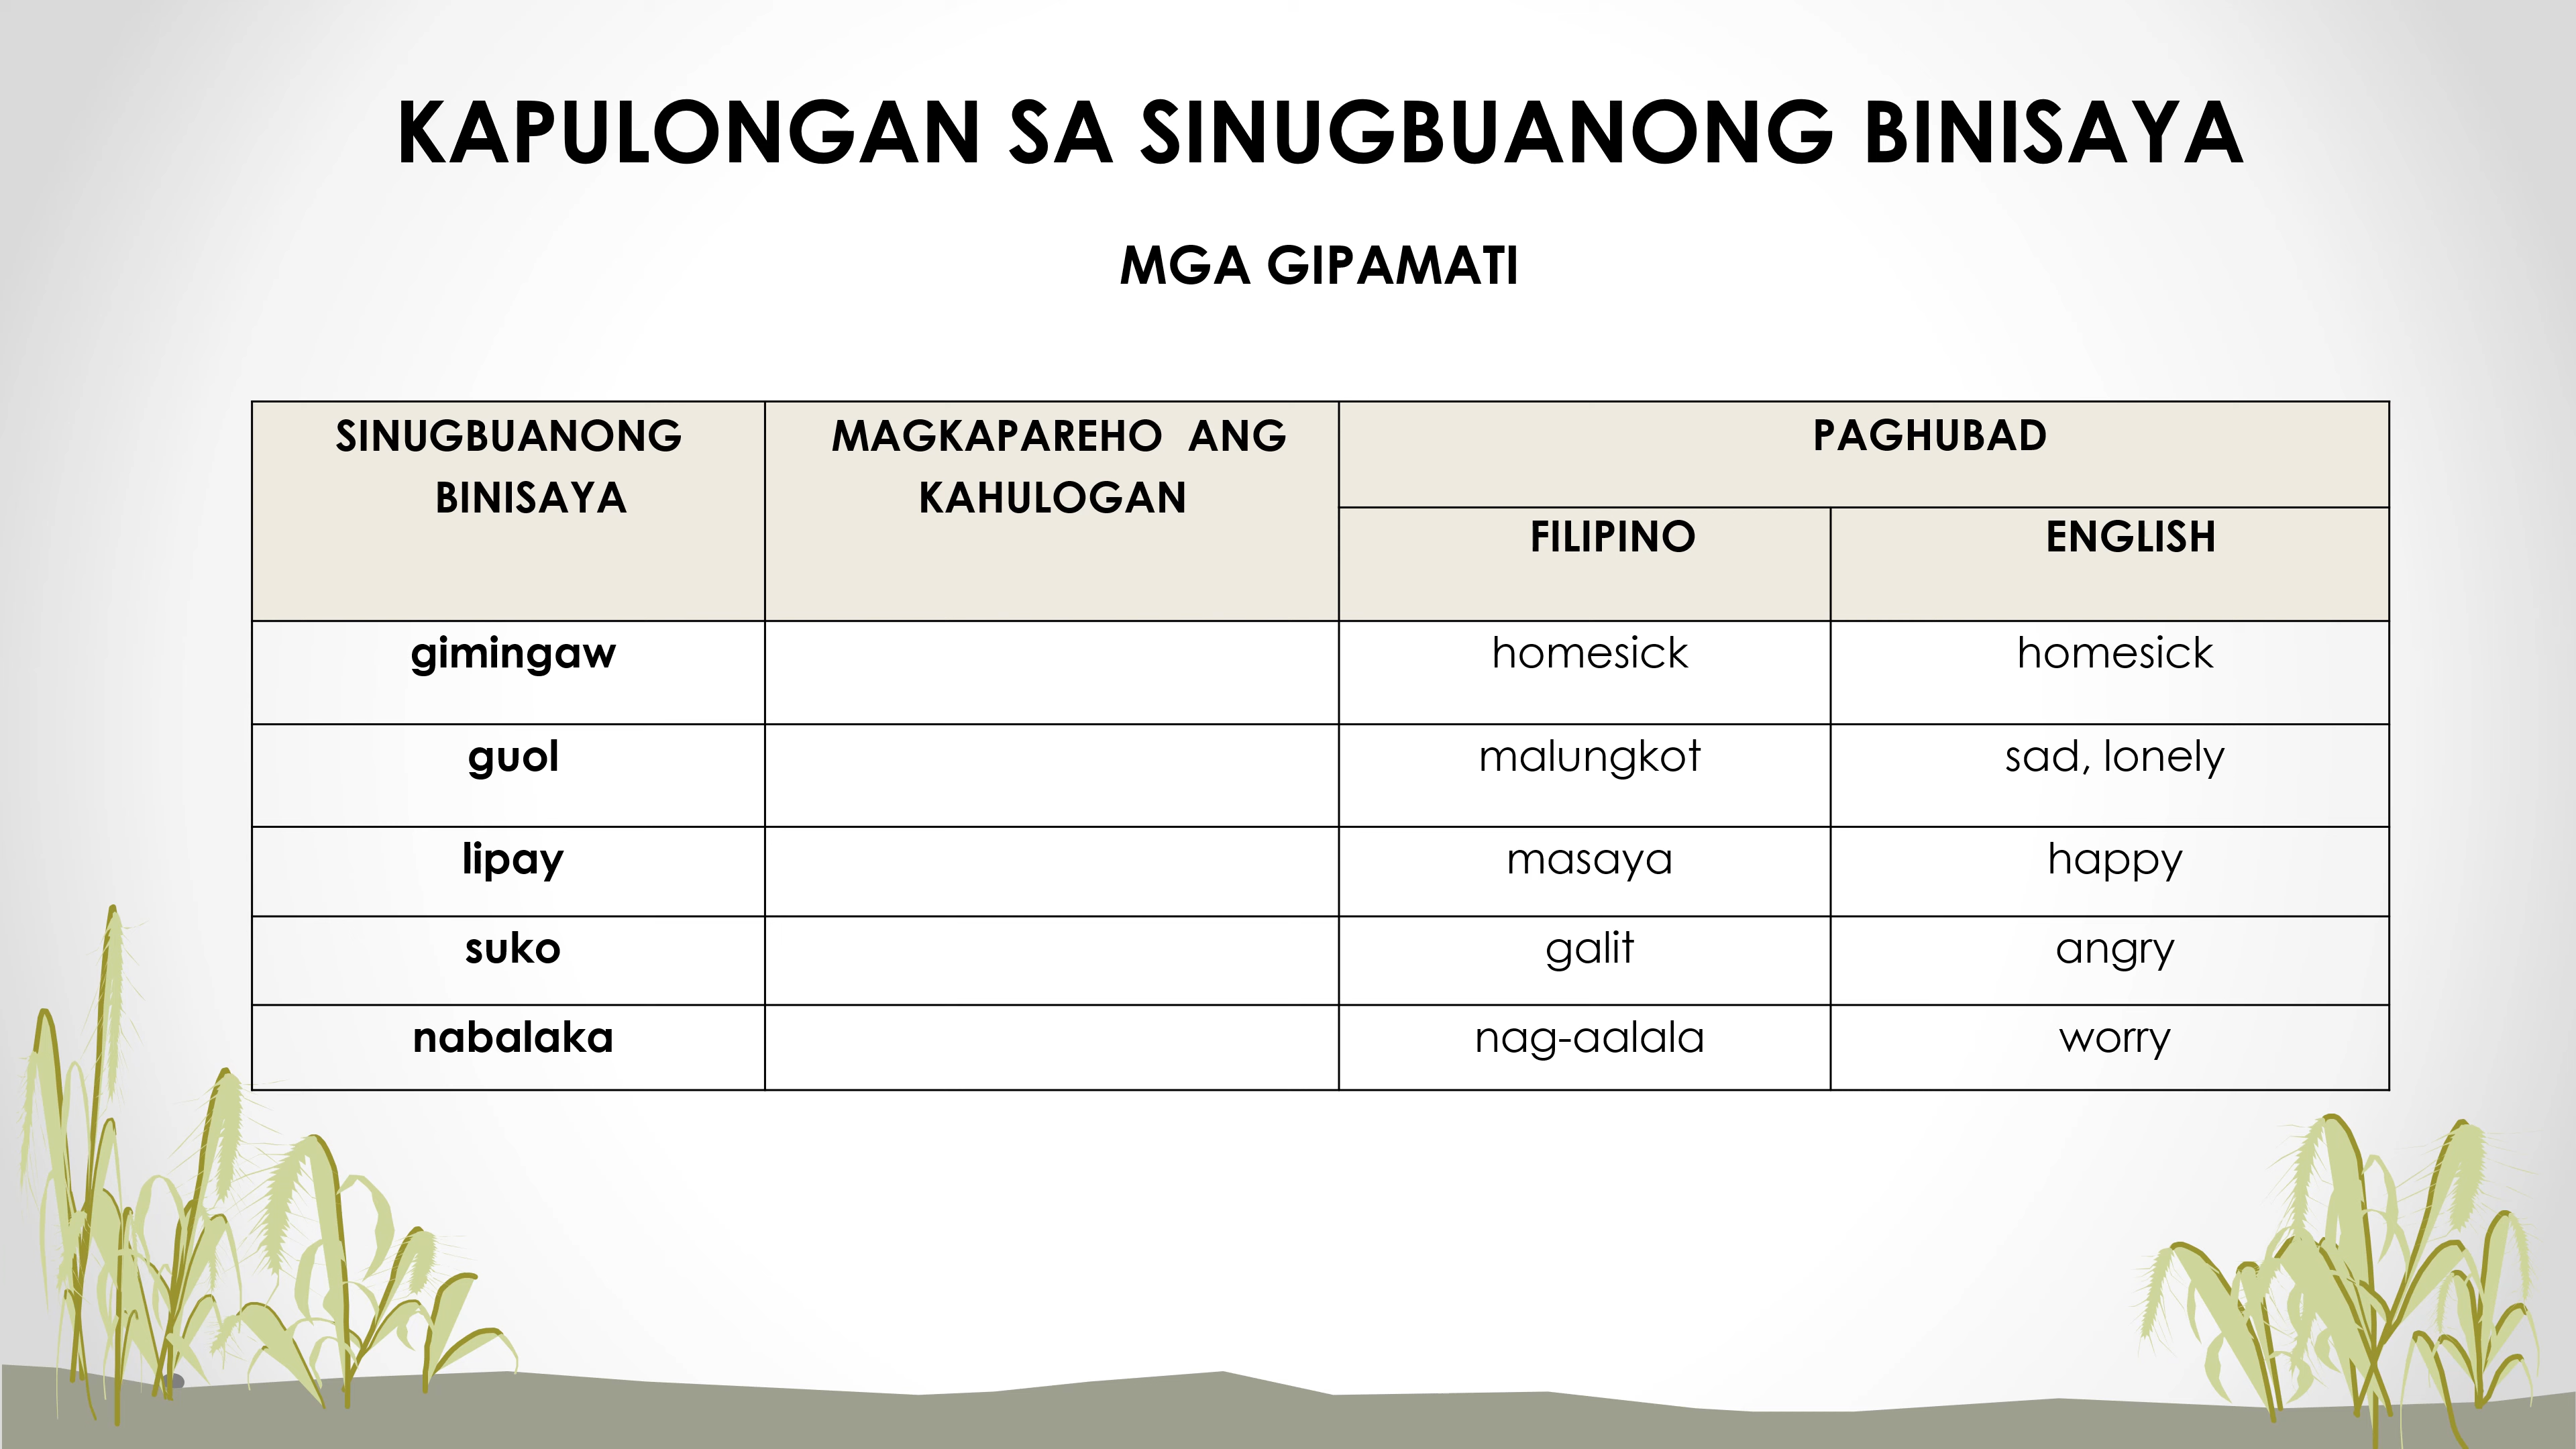 KAPULONGAN SA SINUGBUANONG BINISAYA
MGA GIPAMATI
SINUGBUANONG BINISAYA
MAGKAPAREHO ANG KAHULOGAN
PAGHUBAD
FILIPINO ENGLISH
gimingaw homesick homesick
guol malungkot sad, lonely
lipay masaya happy
suko galit angry
nabalaka nag-aalala worry